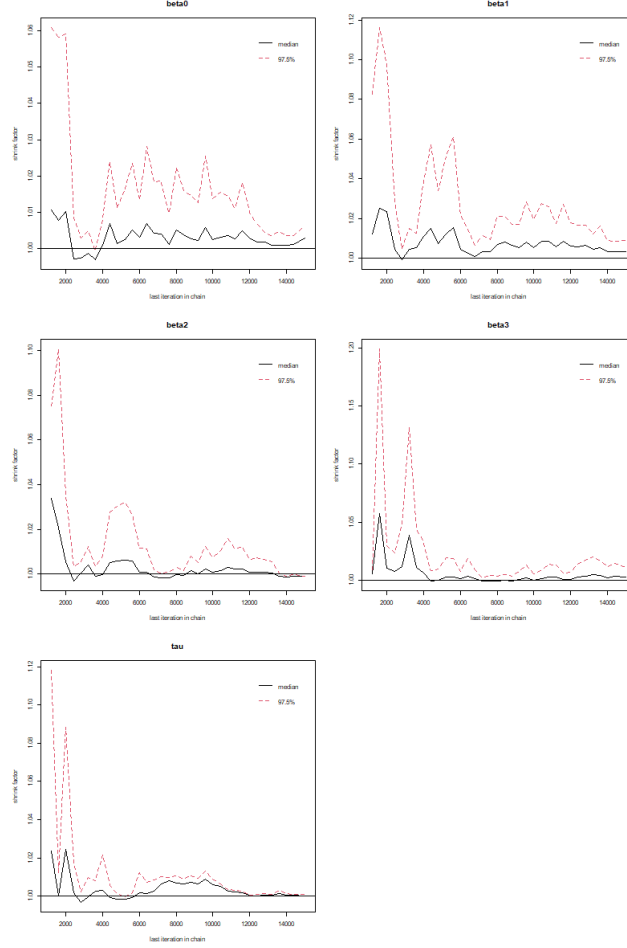 beta0
shrink factor
1.00 1.01 1.02 1.03 1.04 1.05 1.06
median
97.5%
2000 4000 6000 8000 10000 12000 14000
last iteration in chain
beta1
shrink factor
1.00 1.02 1.04 1.06 1.08 1.10 1.12
median
97.5%
2000 4000 6000 8000 10000 12000 14000
last iteration in chain
beta2
shrink factor
1.00 1.02 1.04 1.06 1.08 1.10
median
97.5%
2000 4000 6000 8000 10000 12000 14000
last iteration in chain
beta3
shrink factor
1.00 1.05 1.10 1.15 1.20
median
97.5%
2000 4000 6000 8000 10000 12000 14000
last iteration in chain
tau
shrink factor
1.00 1.02 1.04 1.06 1.08 1.10 1.12
median
97.5%
2000 4000 6000 8000 10000 12000 14000
last iteration in chain